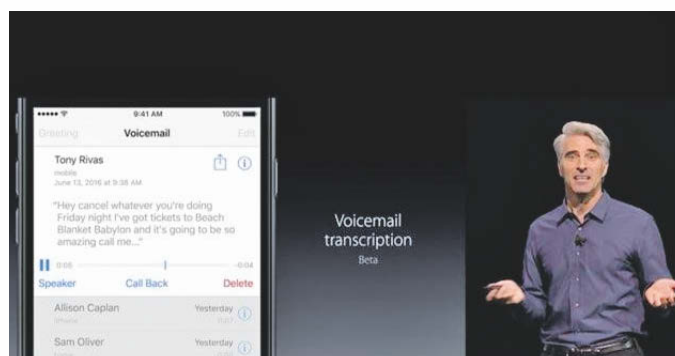 9:41 AM
100%
Greeting
Voicemail
Edit
Tony Rivas
mobile
June 13, 2016 at 9:38 AM
"Hey cancel whatever you're doing
Friday night I've got tickets to Beach
Blanket Babylon and it's going to be so
amazing call me..."
0:05
-0:04
Speaker
Call Back
Delete
Allison Caplan
Yesterday
iPhone
Sam Oliver
Yesterday
Voicemail
transcription
Beta